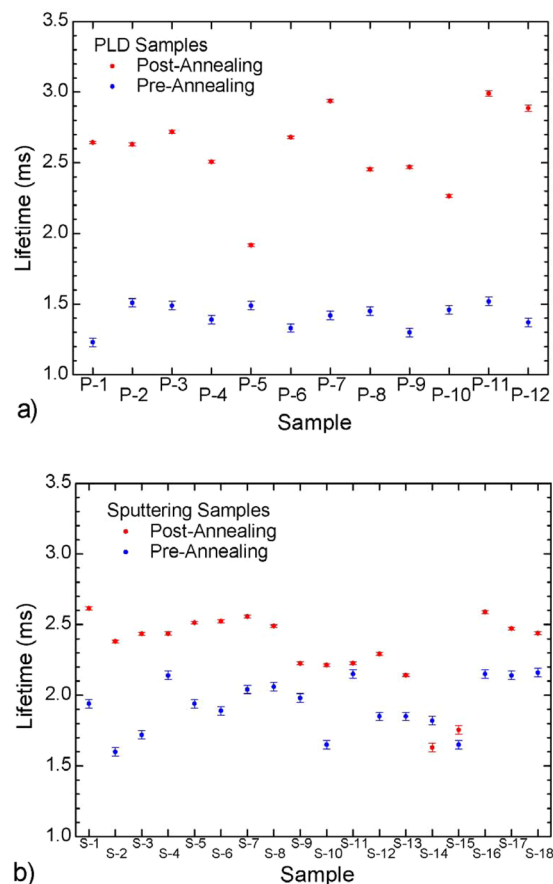 3.5
PLD Samples
Post-Annealing
Pre-Annealing
3.0
2.5
2.0
1.5
1.0
Lifetime (ms)
P-1 P-3 P-5 P-7 P-9 P-11
P-2 P-4 P-6 P-8 P-10 P-12
a)
Sample
3.5
Sputtering Samples
Post-Annealing
Pre-Annealing
3.0
2.5
2.0
1.5
1.0
Lifetime (ms)
S-1 S-3 S-5 S-7 S-9 S-11 S-13 S-15 S-17
S-2 S-4 S-6 S-8 S-10 S-12 S-14 S-16 S-18
b)
Sample